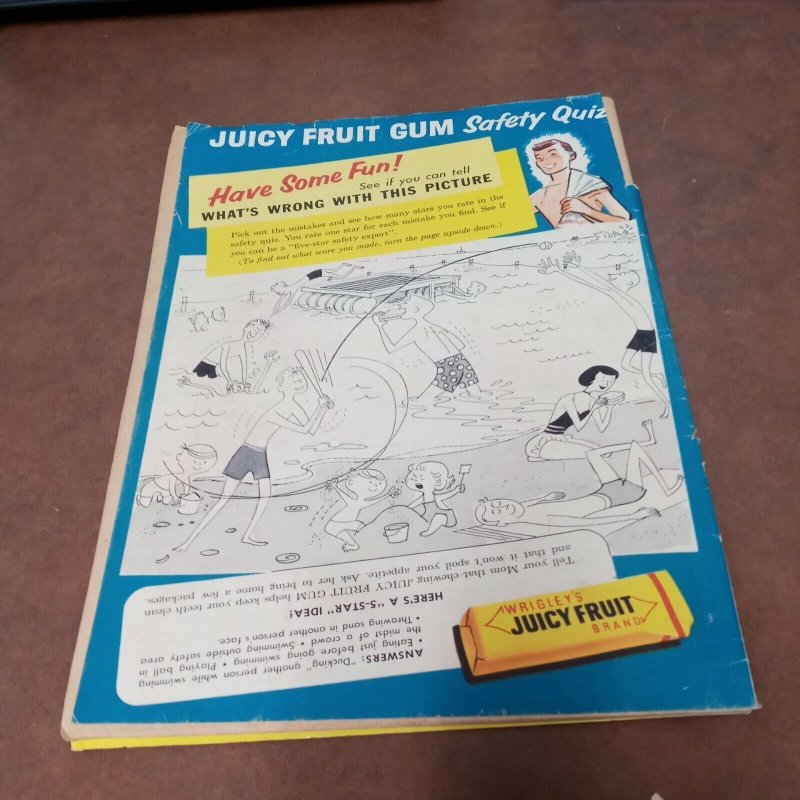 JUICY FRUIT GUM Safety Quiz
Have Some Fun!
See if you can tell
WHAT'S WRONG WITH THIS PICTURE
Pick out the mistakes and see how many stars you rate in the
safety quiz. You rate one star for each mistake you find. See if
you can be a "five-star safety expert".
(To find out what score you made, turn the page upside down.)
ANSWERS: "Ducking" another person while swimming
• Eating just before going swimming • Playing ball in
the midst of a crowd • Swimming outside safety area
• Throwing sand in another person's face.
HERE'S A "5-STAR" IDEA!
Tell your Mom that chewing JUICY FRUIT GUM helps keep your teeth clean
and that it won't spoil your appetite. Ask her to bring home a few packages.
WRIGLEY'S
JUICY FRUIT
BRAND